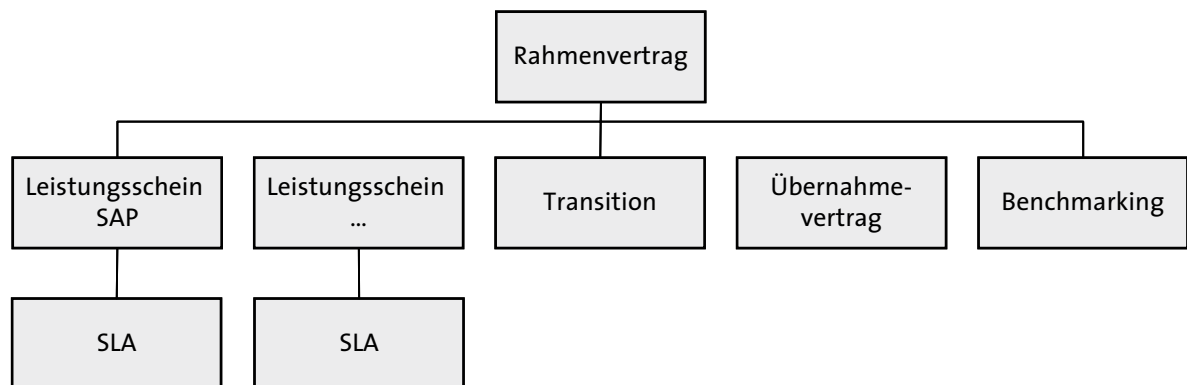 Rahmenvertrag
Leistungsschein
SAP
Leistungsschein
...
Transition
Übernahme-
vertrag
Benchmarking
SLA
SLA